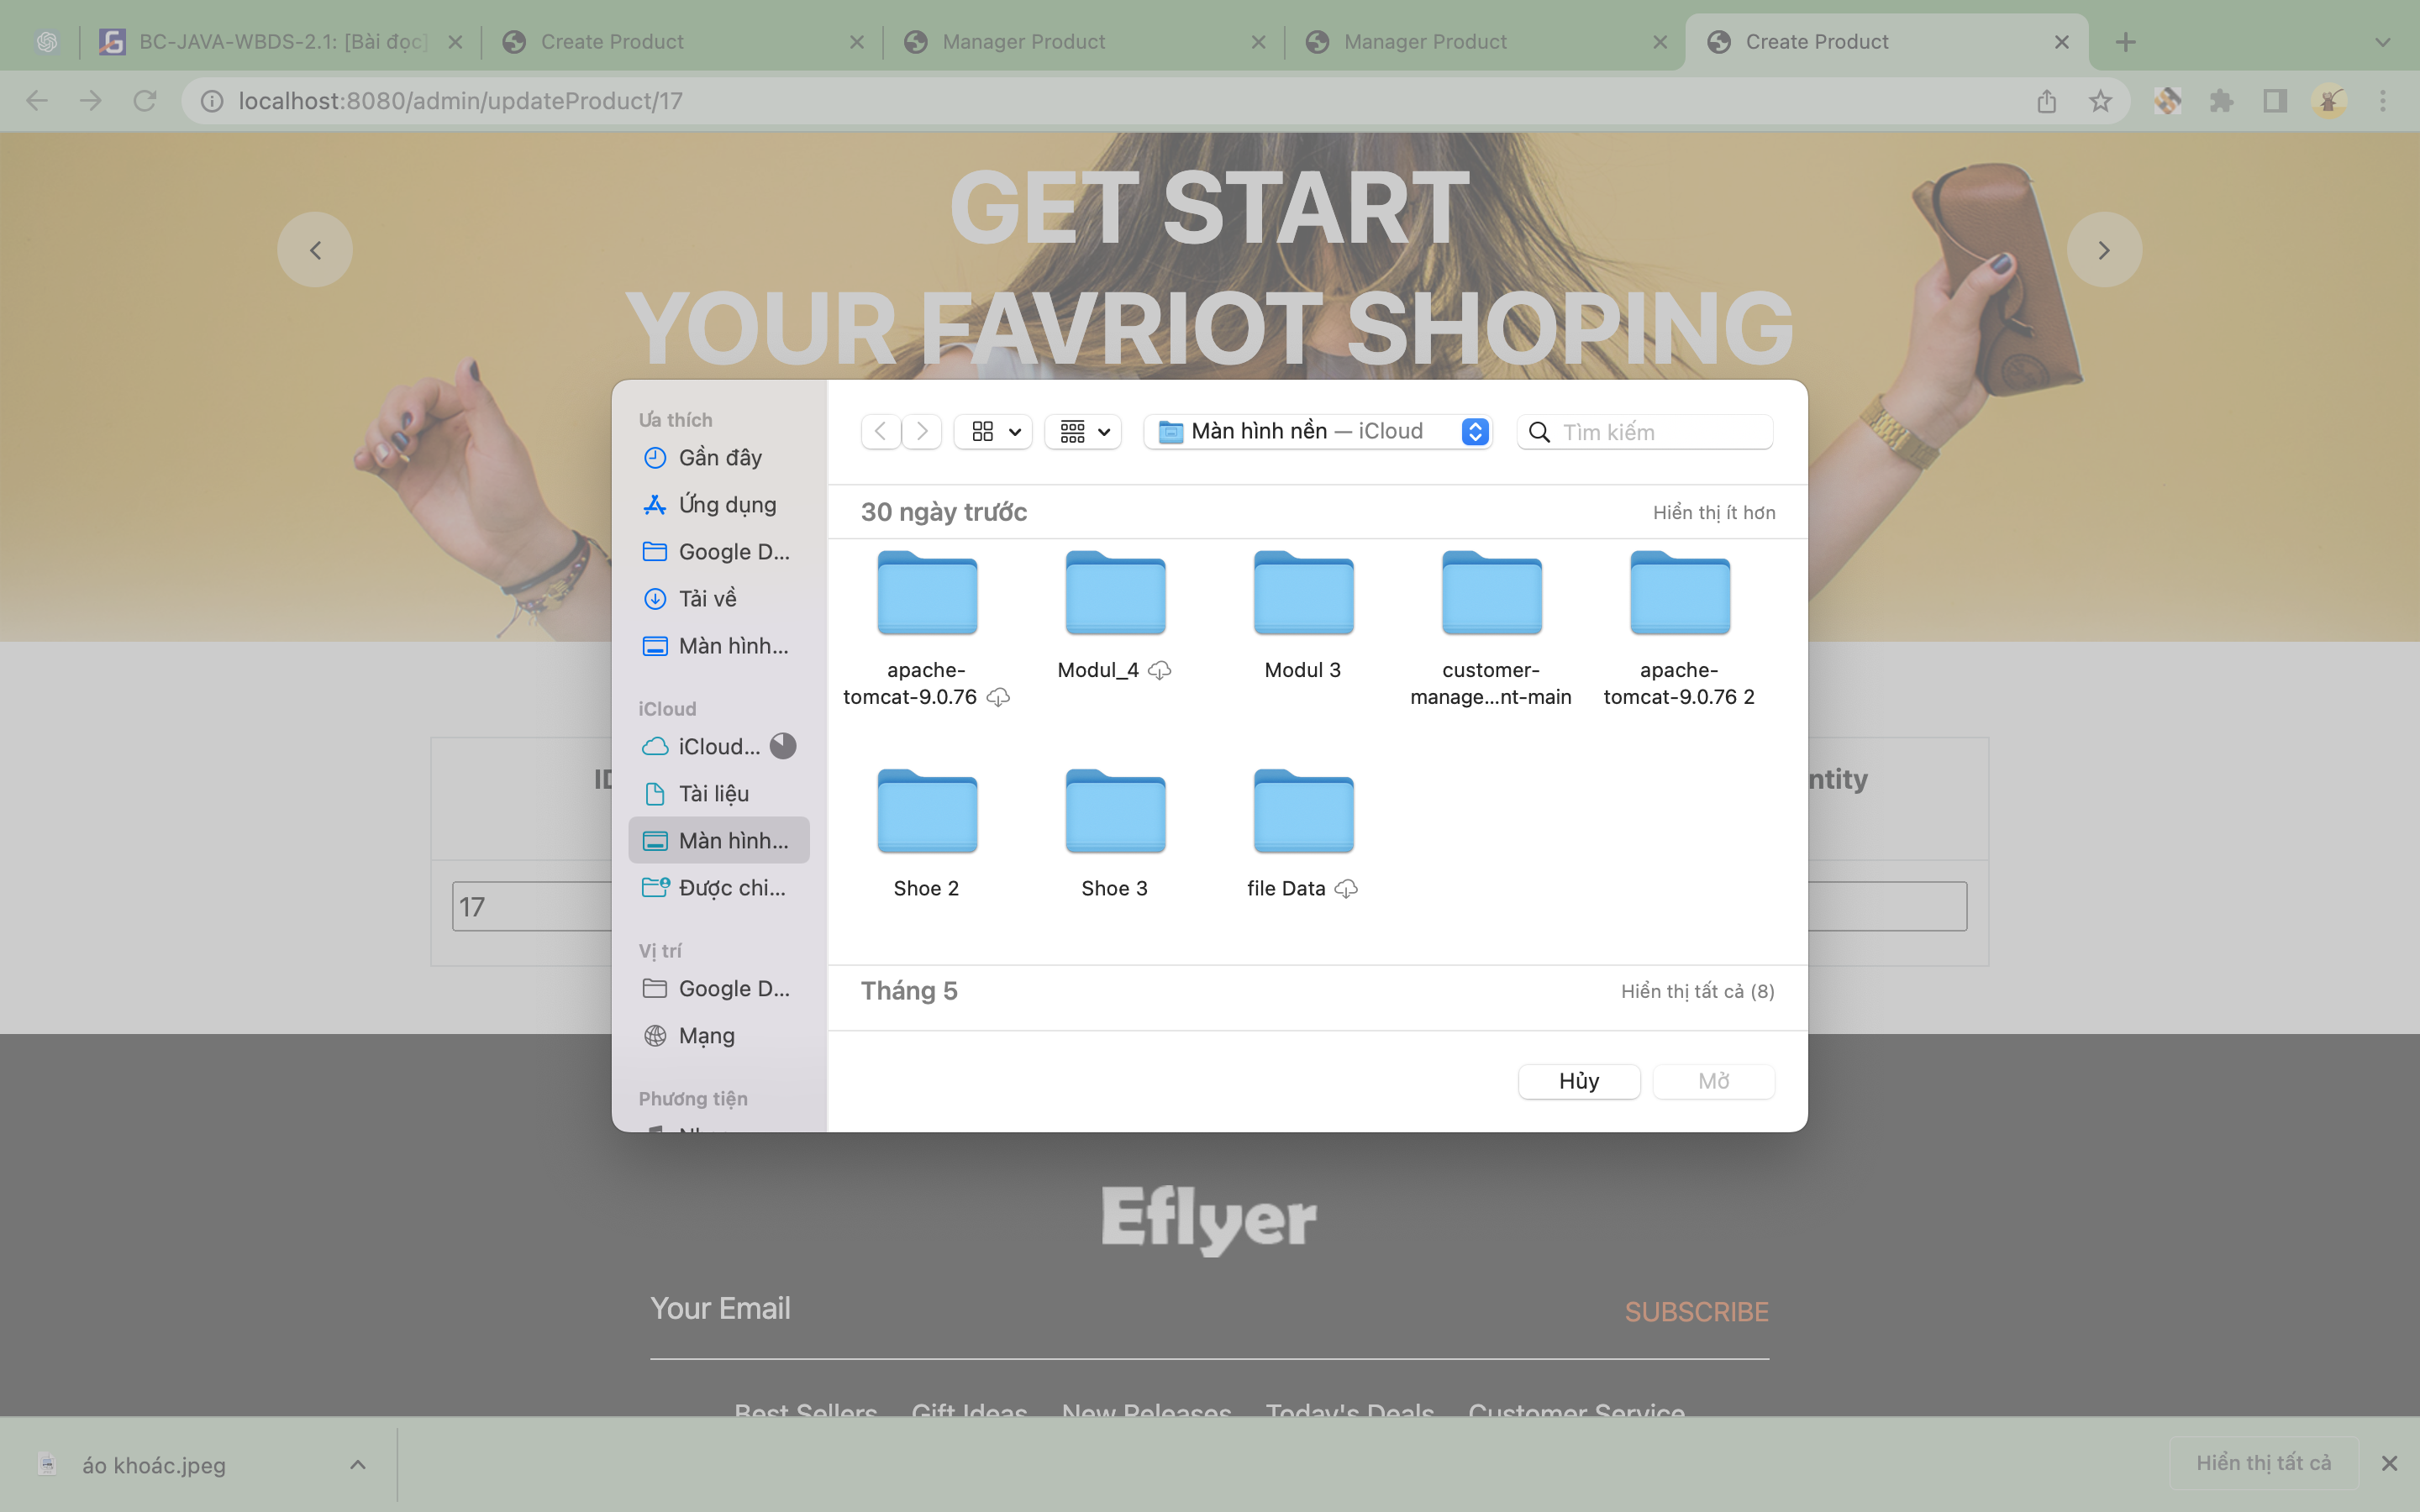 BC-JAVA-WBDS-2.1: [Bài đọc]
Create Product
Manager Product
Manager Product
Create Product
localhost:8080/admin/updateProduct/17
GET START
YOUR FAVRIOT SHOPING
Ưa thích
Gần đây
Ứng dụng
Google D...
Tải về
Màn hình...
iCloud
iCloud...
Tài liệu
Màn hình...
Được chi...
Vị trí
Google D...
Mạng
Phương tiện
Màn hình nền — iCloud
Tìm kiếm
30 ngày trước
Hiển thị ít hơn
apache-
tomcat-9.0.76
Modul_4
Modul 3
customer-
manage...nt-main
apache-
tomcat-9.0.76 2
Shoe 2
Shoe 3
file Data
Tháng 5
Hiển thị tất cả (8)
Hủy
Mở
ID
ntity
17
Eflyer
Your Email
SUBSCRIBE
Best Sellers
Gift Ideas
New Releases
Today's Deals
Customer Service
áo khoác.jpeg
Hiển thị tất cả